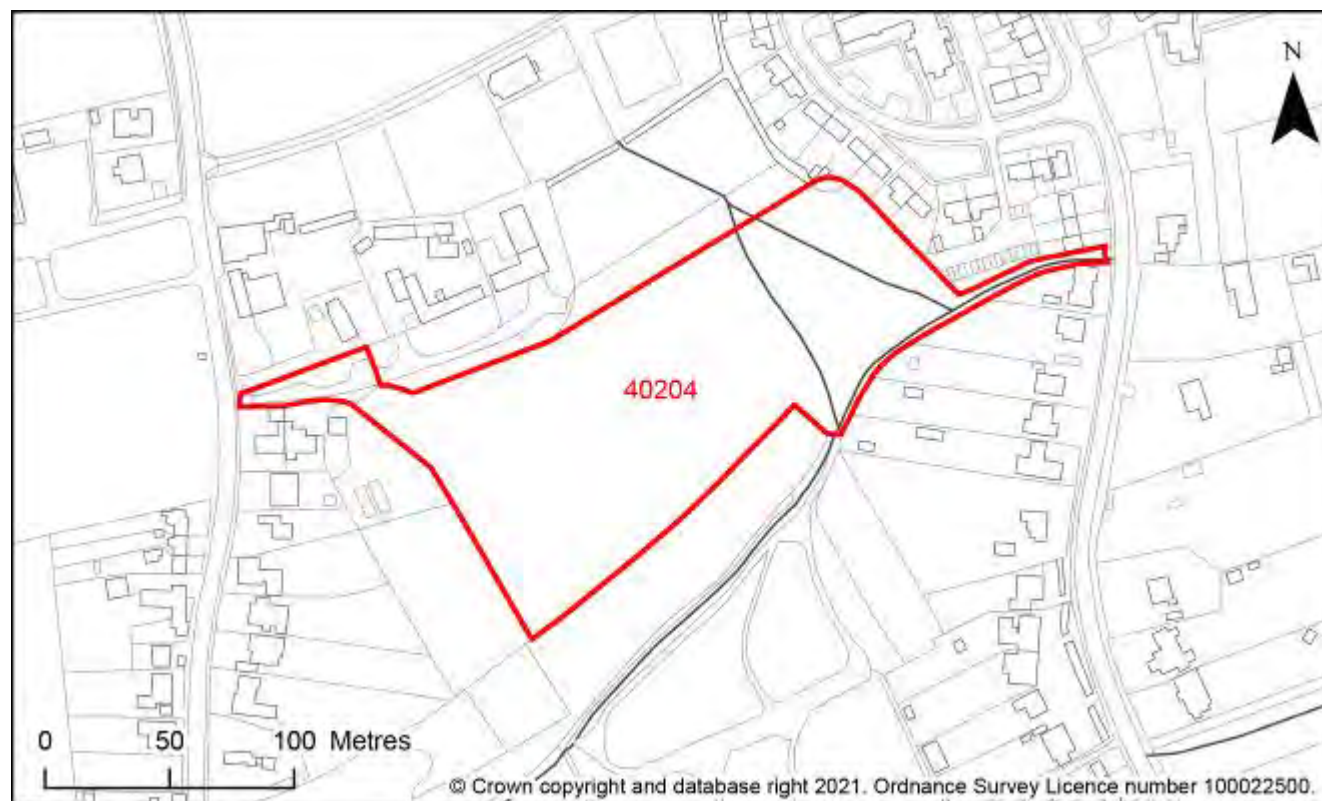 N
40204
0 50 100 Metres
© Crown copyright and database right 2021. Ordnance Survey Licence number 100022500.